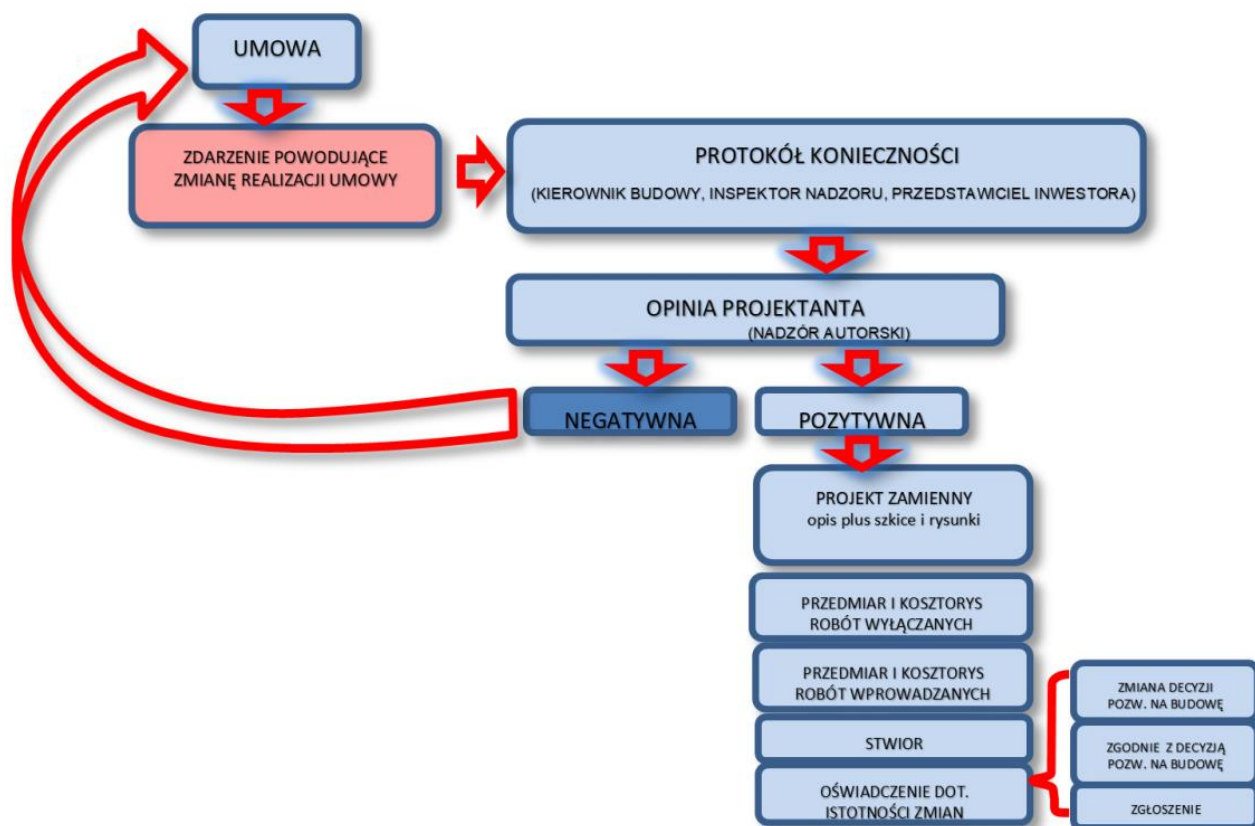 UMOWA
ZDARZENIE POWODUJĄCE
ZMIANĘ REALIZACJI UMOWY
PROTOKÓŁ KONIECZNOŚCI
(KIEROWNIK BUDOWY, INSPEKTOR NADZORU, PRZEDSTAWICIEL INWESTORA)
OPINIA PROJEKTANTA
(NADZÓR AUTORSKI)
NEGATYWNA
POZYTYWNA
PROJEKT ZAMIENNY
opis plus szkice i rysunki
PRZEDMIAR I KOSZTORYS
ROBÓT WYŁĄCZANYCH
PRZEDMIAR I KOSZTORYS
ROBÓT WPROWADZANYCH
STWIOR
OŚWIADCZENIE DOT.
ISTOTNOŚCI ZMIAN
ZMIANA DECYZJI
POZW. NA BUDOWĘ
ZGODNIE Z DECYZJĄ
POZW. NA BUDOWĘ
ZGŁOSZENIE